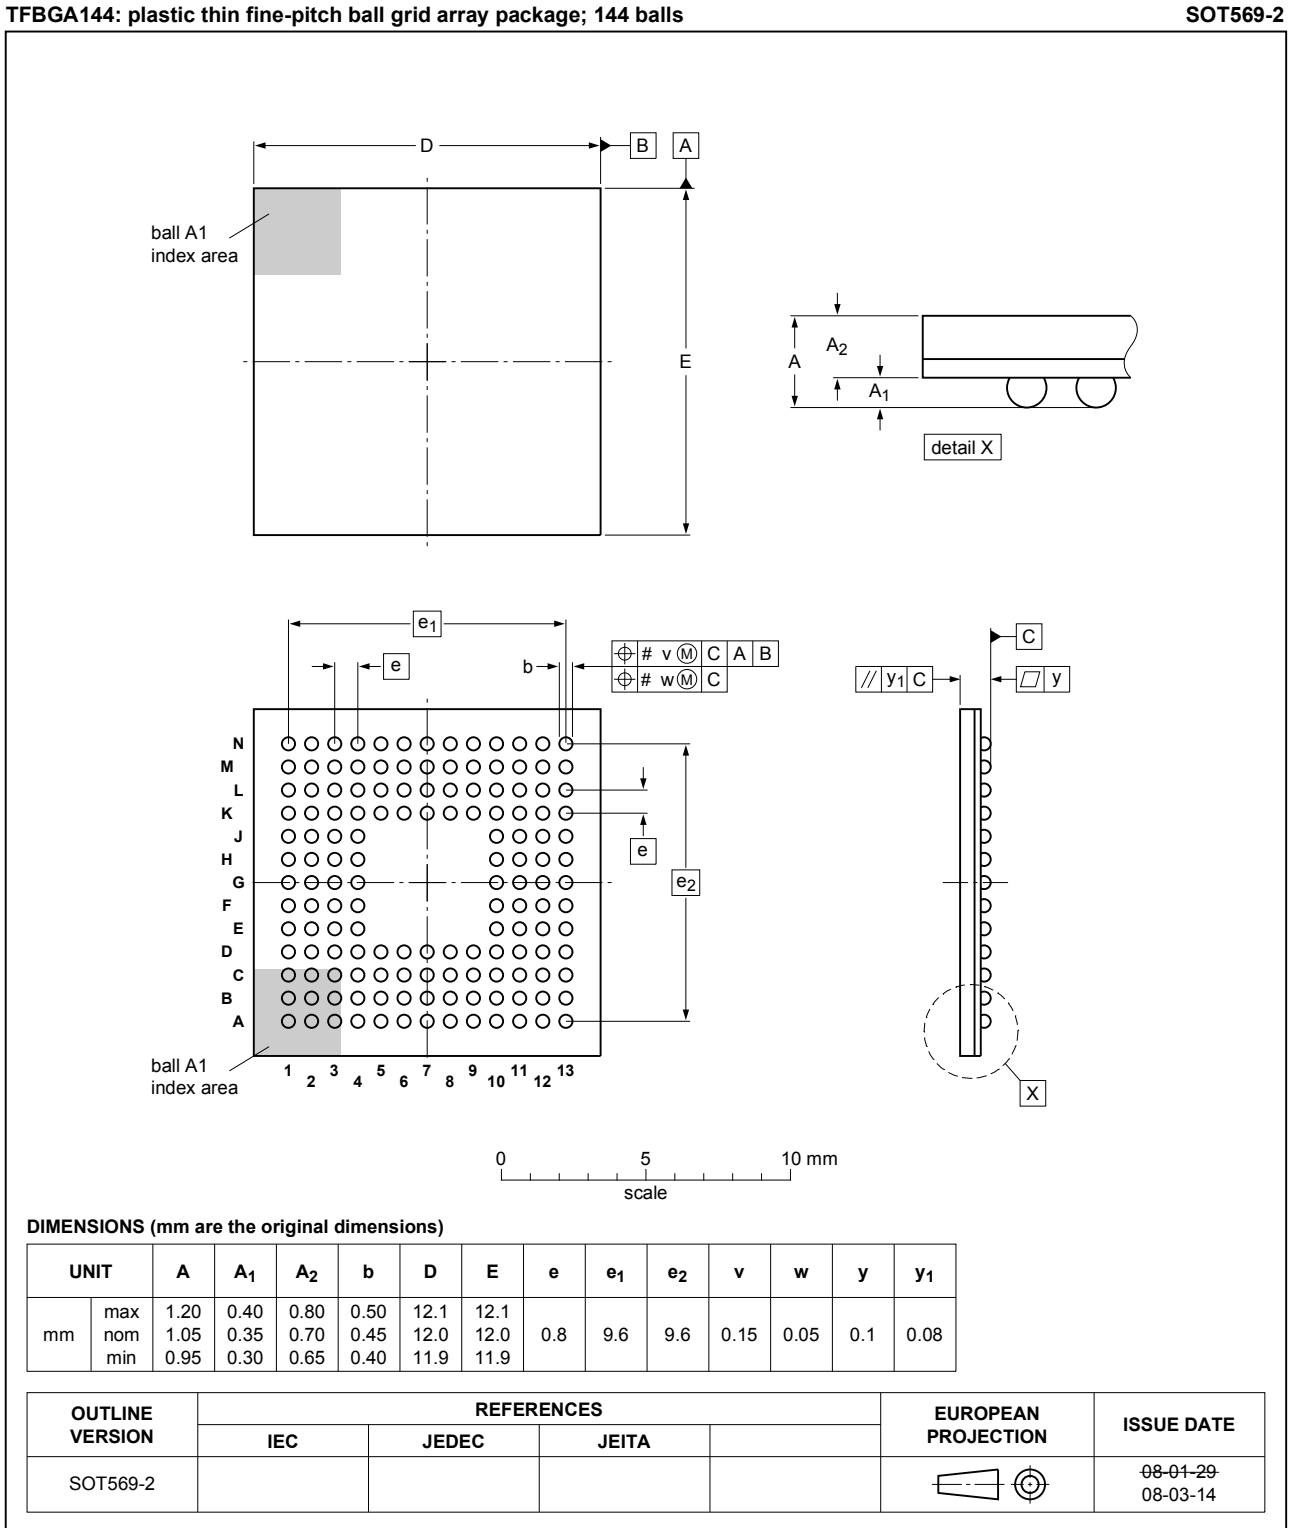 TFBGA144: plastic thin fine-pitch ball grid array package; 144 balls SOT569-2
D B A
ball A1
index area
E
A
A2
A1
detail X
e1
e
b
# v M C A B
# w M C
C
// y1 C
y
N
M
L
K
J
H
G
F
E
D
C
B
A
e
e2
ball A1
index area
1 2 3 4 5 6 7 8 9 10 11 12 13
X
0 5 10 mm
scale
DIMENSIONS (mm are the original dimensions)
UNIT A A1 A2 b D E e e1 e2 v w y y1
mm
max 1.20 0.40 0.80 0.50 12.1 12.1
nom 1.05 0.35 0.70 0.45 12.0 12.0 0.8 9.6 9.6 0.15 0.05 0.1 0.08
min 0.95 0.30 0.65 0.40 11.9 11.9
OUTLINE
VERSION
REFERENCES
IEC JEDEC JEITA
EUROPEAN
PROJECTION
ISSUE DATE
SOT569-2
08-01-29
08-03-14